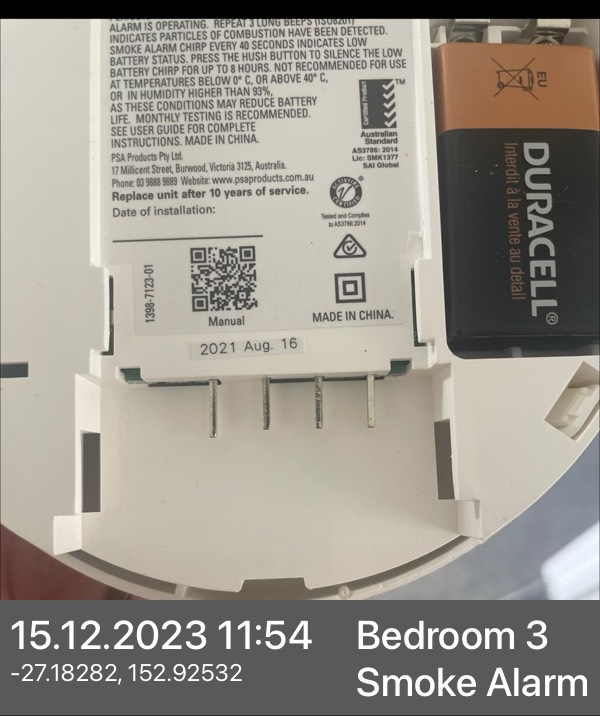 ALARM IS OPERATING. REPEAT 3 LONG BEEPS (ISO8201)
INDICATES PARTICLES OF COMBUSTION HAVE BEEN DETECTED.
SMOKE ALARM CHIRP EVERY 40 SECONDS INDICATES LOW
BATTERY STATUS. PRESS THE HUSH BUTTON TO SILENCE THE LOW
BATTERY CHIRP FOR UP TO 8 HOURS. NOT RECOMMENDED FOR USE
AT TEMPERATURES BELOW 0° C, OR ABOVE 40° C,
OR IN HUMIDITY HIGHER THAN 93%,
AS THESE CONDITIONS MAY REDUCE BATTERY
LIFE. MONTHLY TESTING IS RECOMMENDED.
SEE USER GUIDE FOR COMPLETE
INSTRUCTIONS. MADE IN CHINA.
PSA Products Pty Ltd.
17 Millicent Street, Burwood, Victoria 3125, Australia.
Phone: 03 9888 9889 Website: www.psaproducts.com.au
Replace unit after 10 years of service.
Date of installation:
Certified Product
TM
Australian
Standard
AS3786: 2014
Lic: SMK1377
SAI Global
Tested and Complies
to AS3786:2014
1398-7123-01
Manual
MADE IN CHINA.
2021 Aug. 16
EU
DURACELL®
Interdit à la vente au détail
15.12.2023 11:54
-27.18282, 152.92532
Bedroom 3
Smoke Alarm